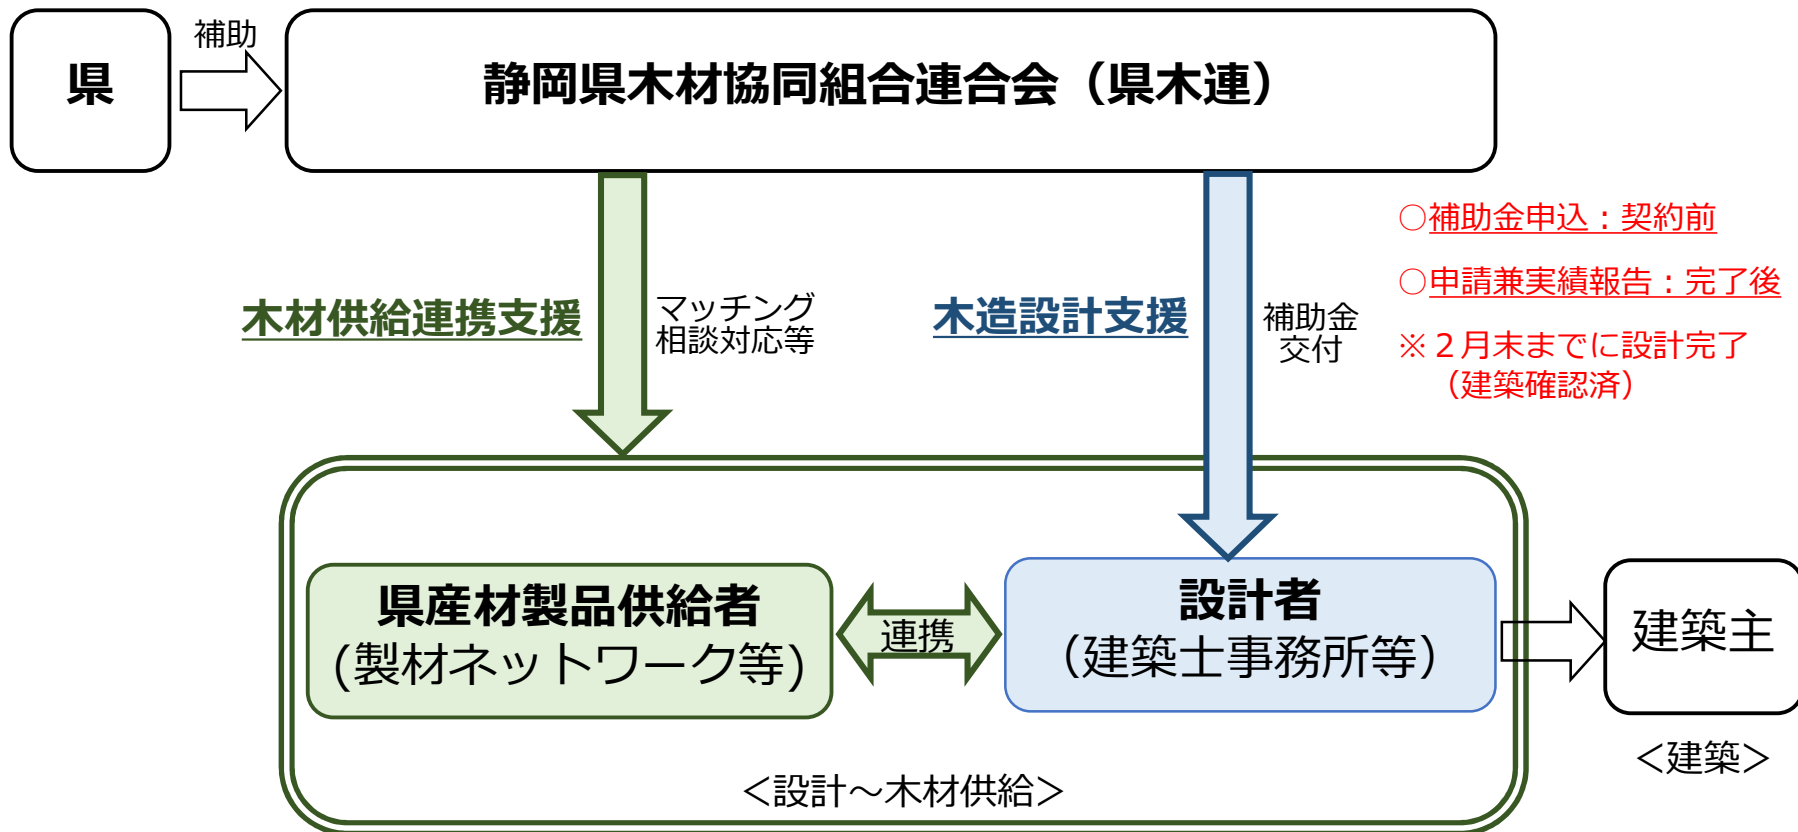 県
補助
静岡県木材協同組合連合会（県木連）
木材供給連携支援
マッチング
相談対応等
木造設計支援
補助金
交付
○補助金申込：契約前
○申請兼実績報告：完了後
※２月末までに設計完了
（建築確認済）
県産材製品供給者
(製材ネットワーク等)
連携
設計者
（建築士事務所等）
建築主
＜建築＞
＜設計～木材供給＞